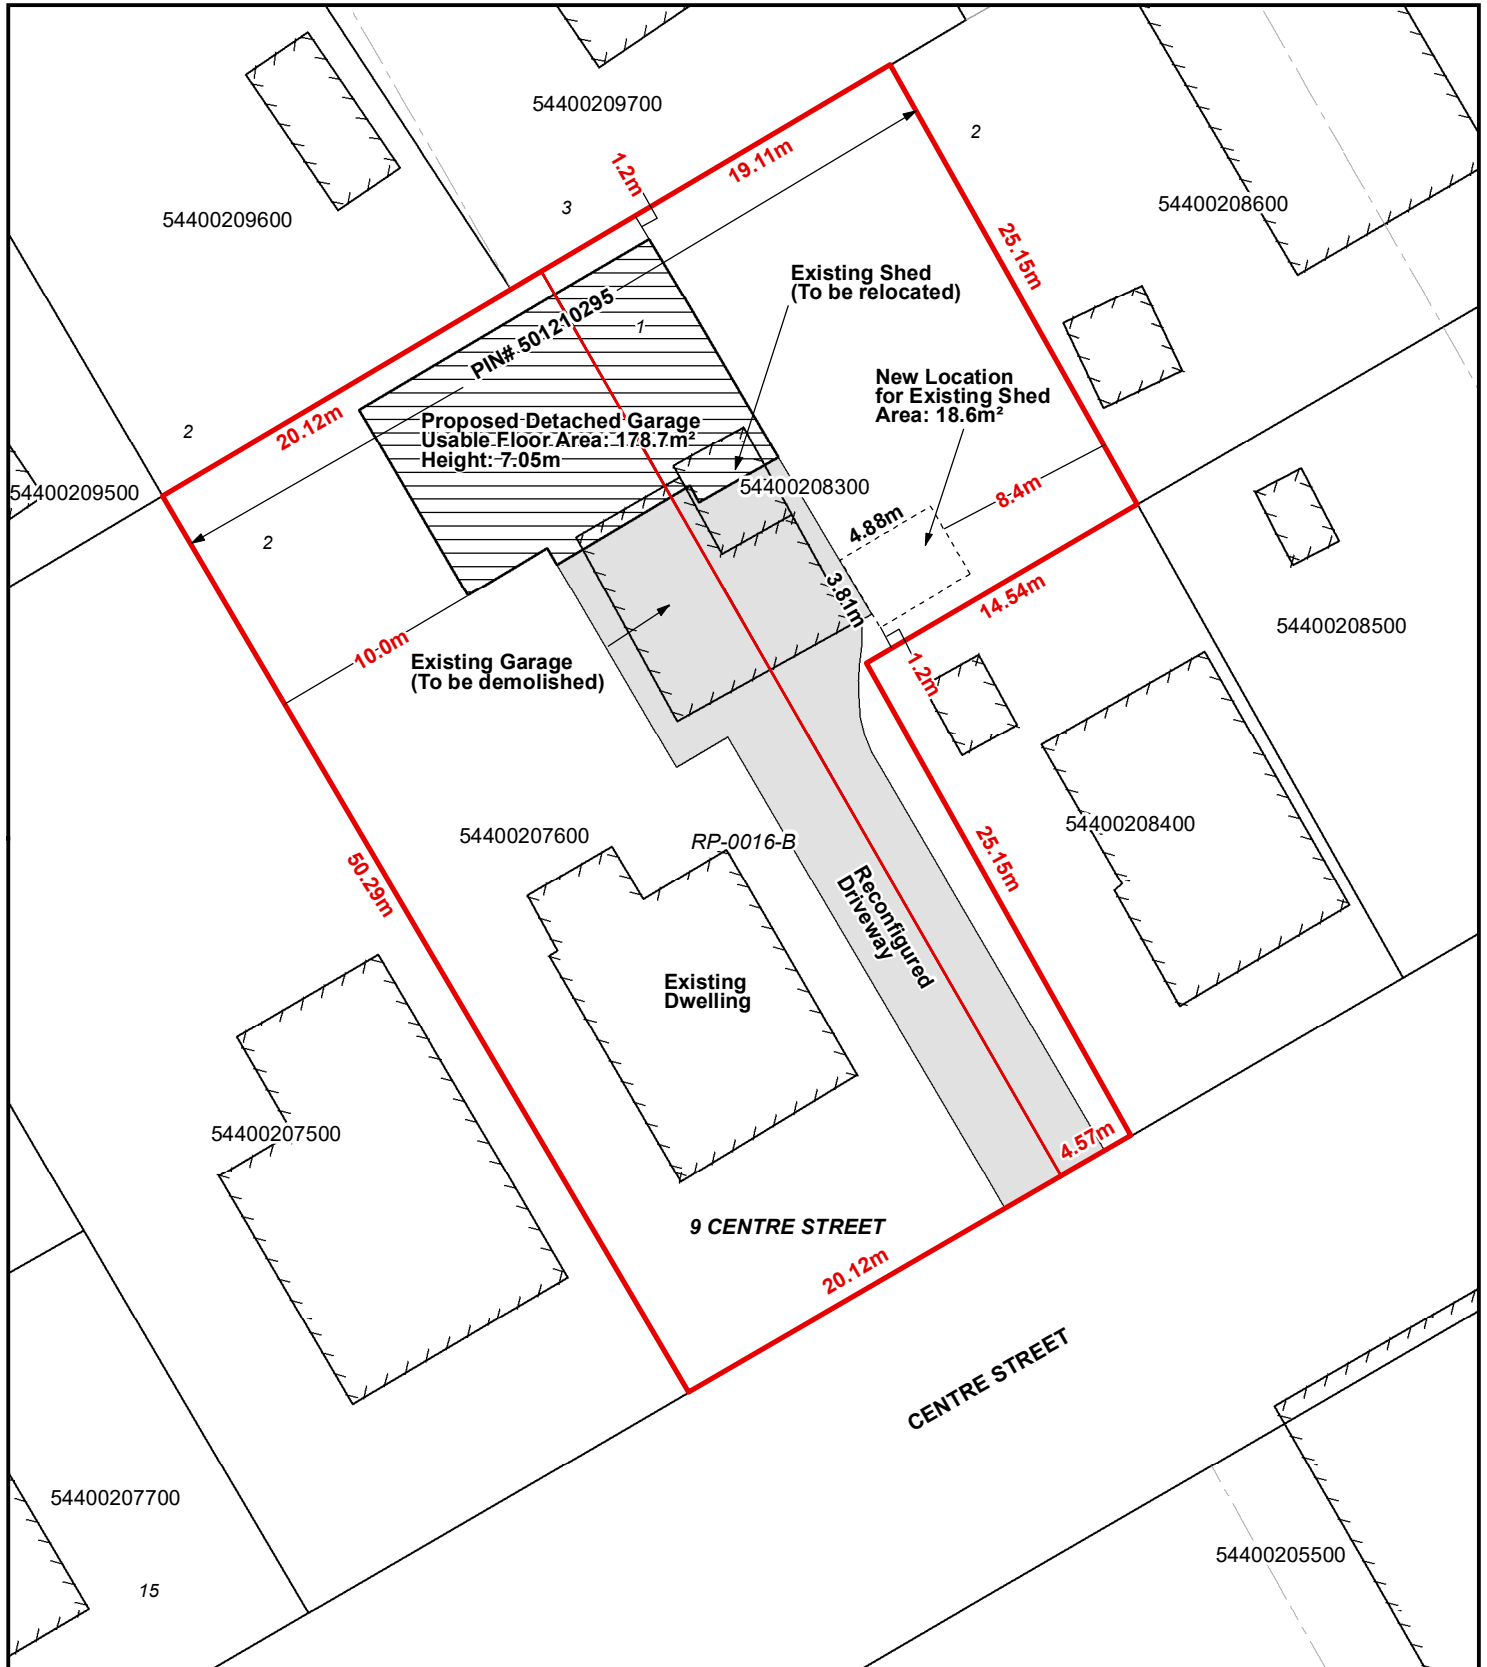 54400209700
2
19.11m
1.2m
3
54400209600
54400208600
25.15m
Existing Shed
(To be relocated)
PIN# 501210295
1
New Location
for Existing Shed
Area: 18.6m²
20.12m
Proposed Detached Garage
Usable Floor Area: 178.7m²
Height: 7.05m
2
54400209500
54400208300
8.4m
4.88m
2
3.81m
14.54m
54400208500
10.0m
Existing Garage
(To be demolished)
1.2m
54400207600
RP-0016-B
54400208400
25.15m
50.29m
Reconfigured
Driveway
Existing
Dwelling
54400207500
4.57m
9 CENTRE STREET
20.12m
CENTRE STREET
54400207700
54400205500
15